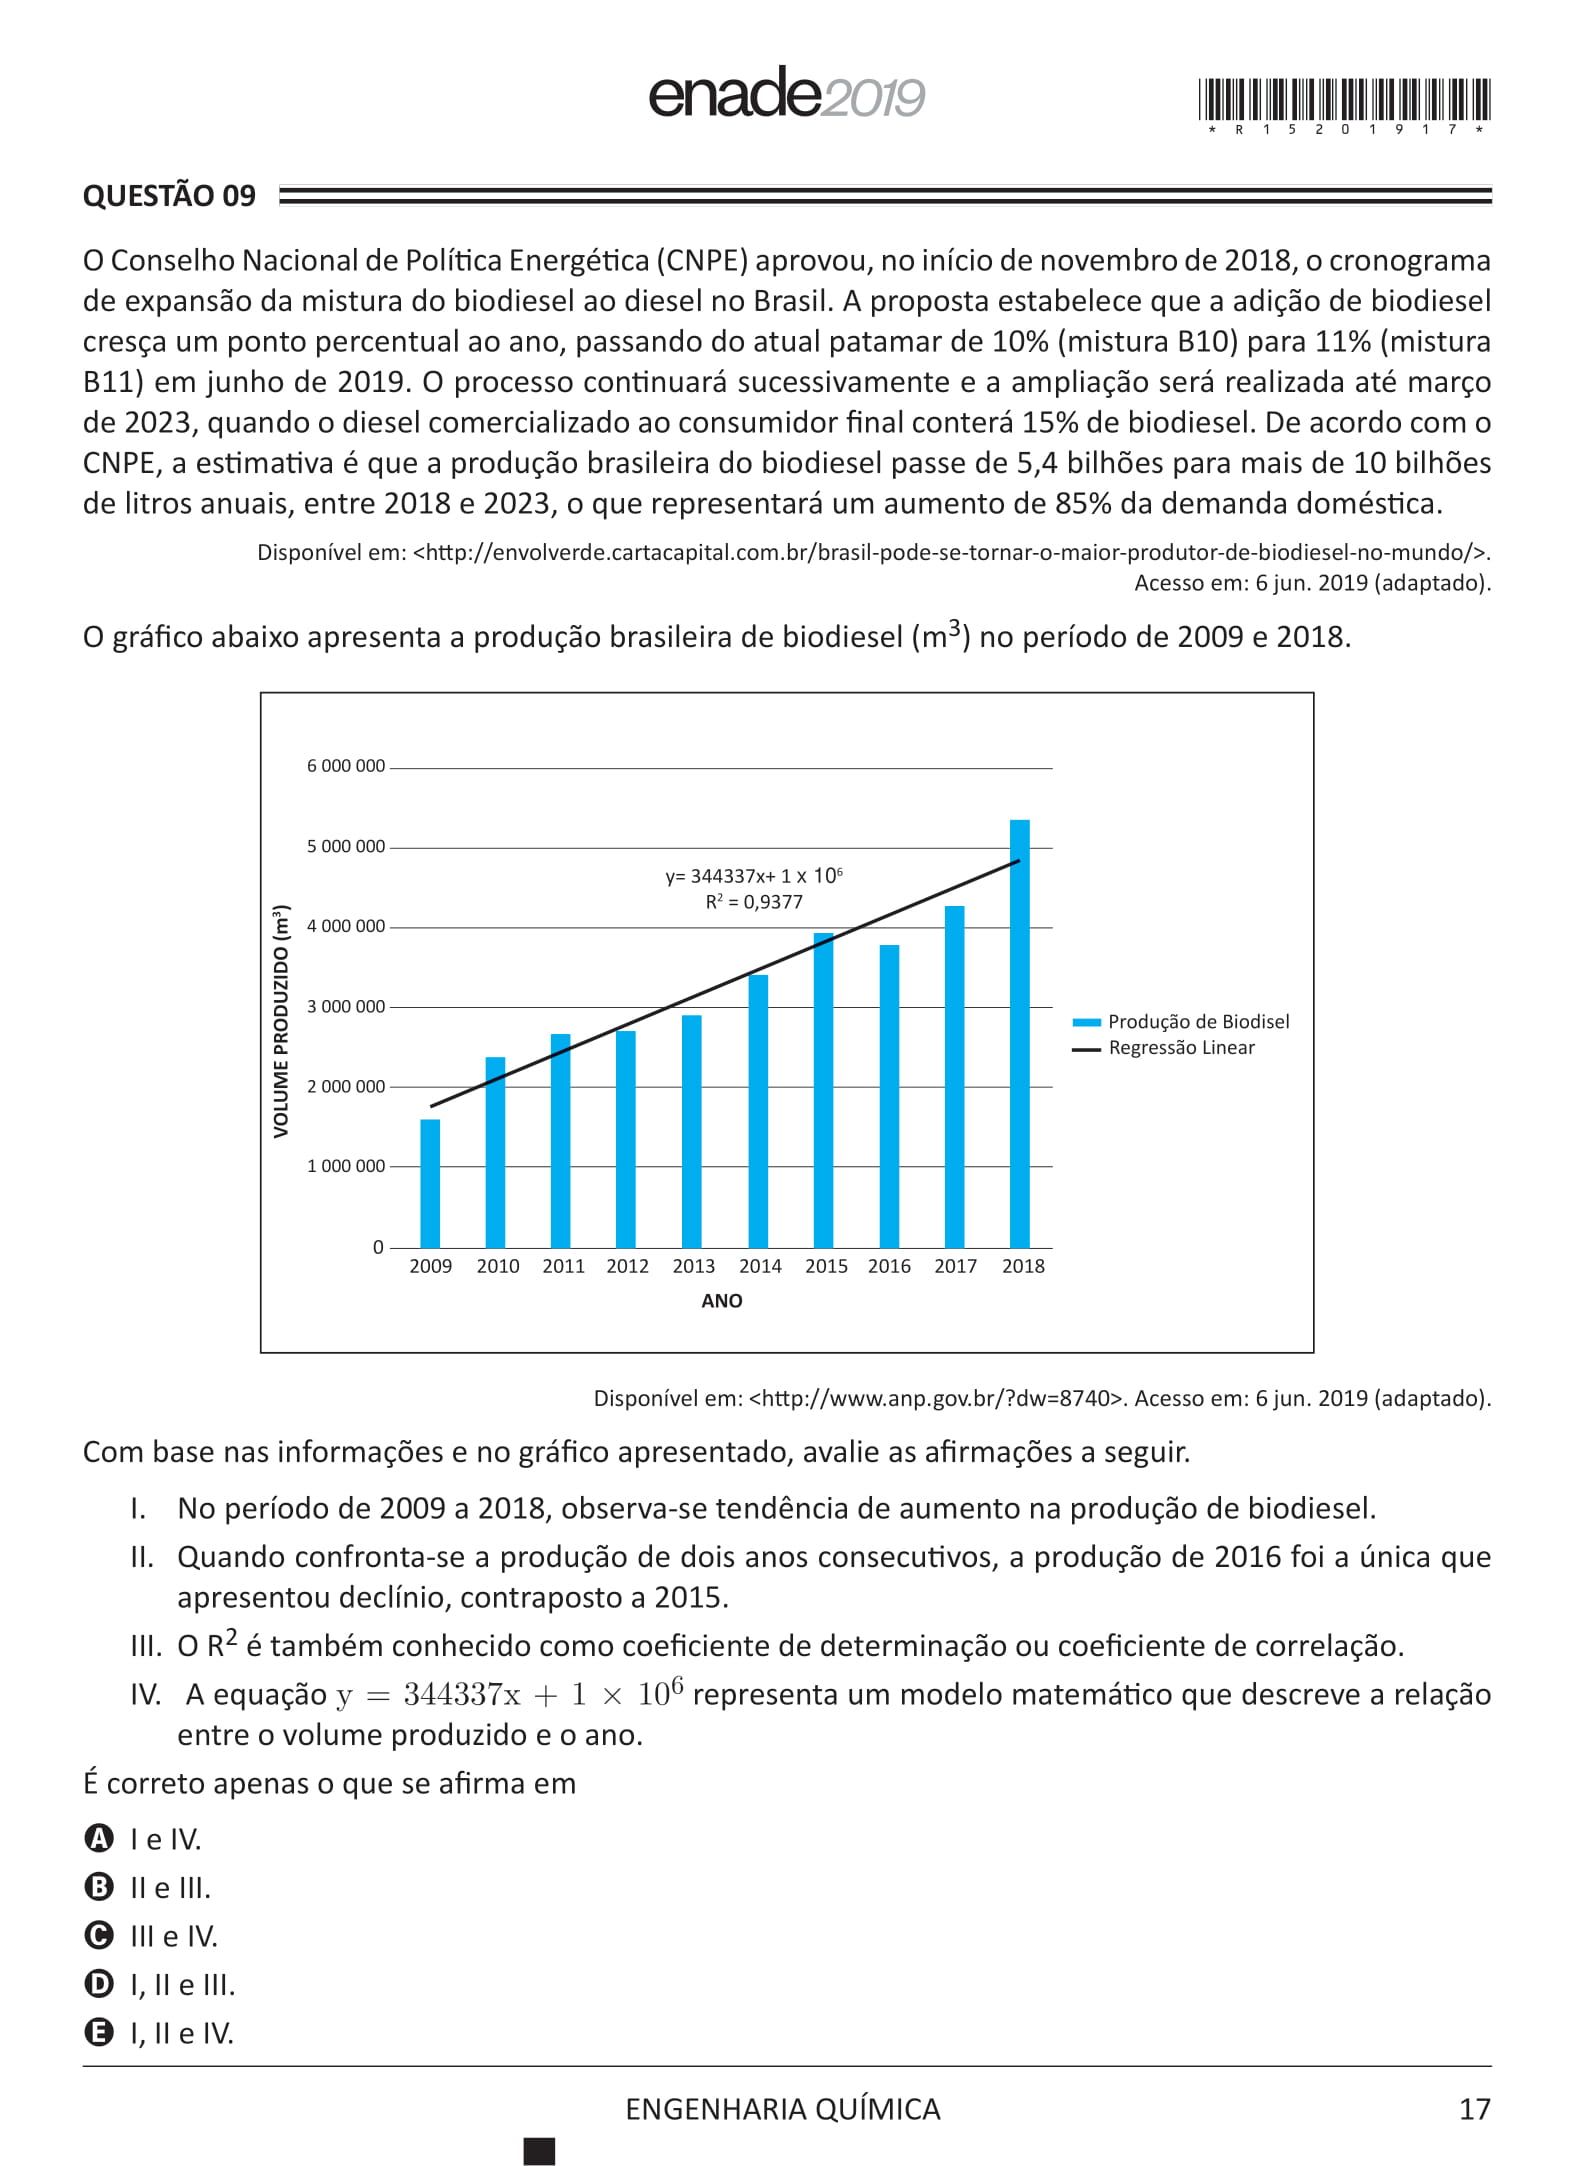 enade2019
* R 1 5 2 0 1 9 1 7 *
QUESTÃO 09
O Conselho Nacional de Política Energética (CNPE) aprovou, no início de novembro de 2018, o cronograma
de expansão da mistura do biodiesel ao diesel no Brasil. A proposta estabelece que a adição de biodiesel
cresça um ponto percentual ao ano, passando do atual patamar de 10% (mistura B10) para 11% (mistura
B11) em junho de 2019. O processo continuará sucessivamente e a ampliação será realizada até março
de 2023, quando o diesel comercializado ao consumidor final conterá 15% de biodiesel. De acordo com o
CNPE, a estimativa é que a produção brasileira do biodiesel passe de 5,4 bilhões para mais de 10 bilhões
de litros anuais, entre 2018 e 2023, o que representará um aumento de 85% da demanda doméstica.
Disponível em: <http://envolverde.cartacapital.com.br/brasil-pode-se-tornar-o-maior-produtor-de-biodiesel-no-mundo/>.
Acesso em: 6 jun. 2019 (adaptado).
O gráfico abaixo apresenta a produção brasileira de biodiesel (m³) no período de 2009 e 2018.
6 000 000
5 000 000
y= 344337x+ 1 x 10⁶
R² = 0,9377
4 000 000
3 000 000
2 000 000
1 000 000
0
VOLUME PRODUZIDO (m³)
Produção de Biodisel
Regressão Linear
2009 2010 2011 2012 2013 2014 2015 2016 2017 2018
ANO
Disponível em: <http://www.anp.gov.br/?dw=8740>. Acesso em: 6 jun. 2019 (adaptado).
Com base nas informações e no gráfico apresentado, avalie as afirmações a seguir.
I. No período de 2009 a 2018, observa-se tendência de aumento na produção de biodiesel.
II. Quando confronta-se a produção de dois anos consecutivos, a produção de 2016 foi a única que
apresentou declínio, contraposto a 2015.
III. O R² é também conhecido como coeficiente de determinação ou coeficiente de correlação.
IV. A equação y = 344337x + 1 × 10⁶ representa um modelo matemático que descreve a relação
entre o volume produzido e o ano.
É correto apenas o que se afirma em
A I e IV.
B II e III.
C III e IV.
D I, II e III.
E I, II e IV.
ENGENHARIA QUÍMICA
17